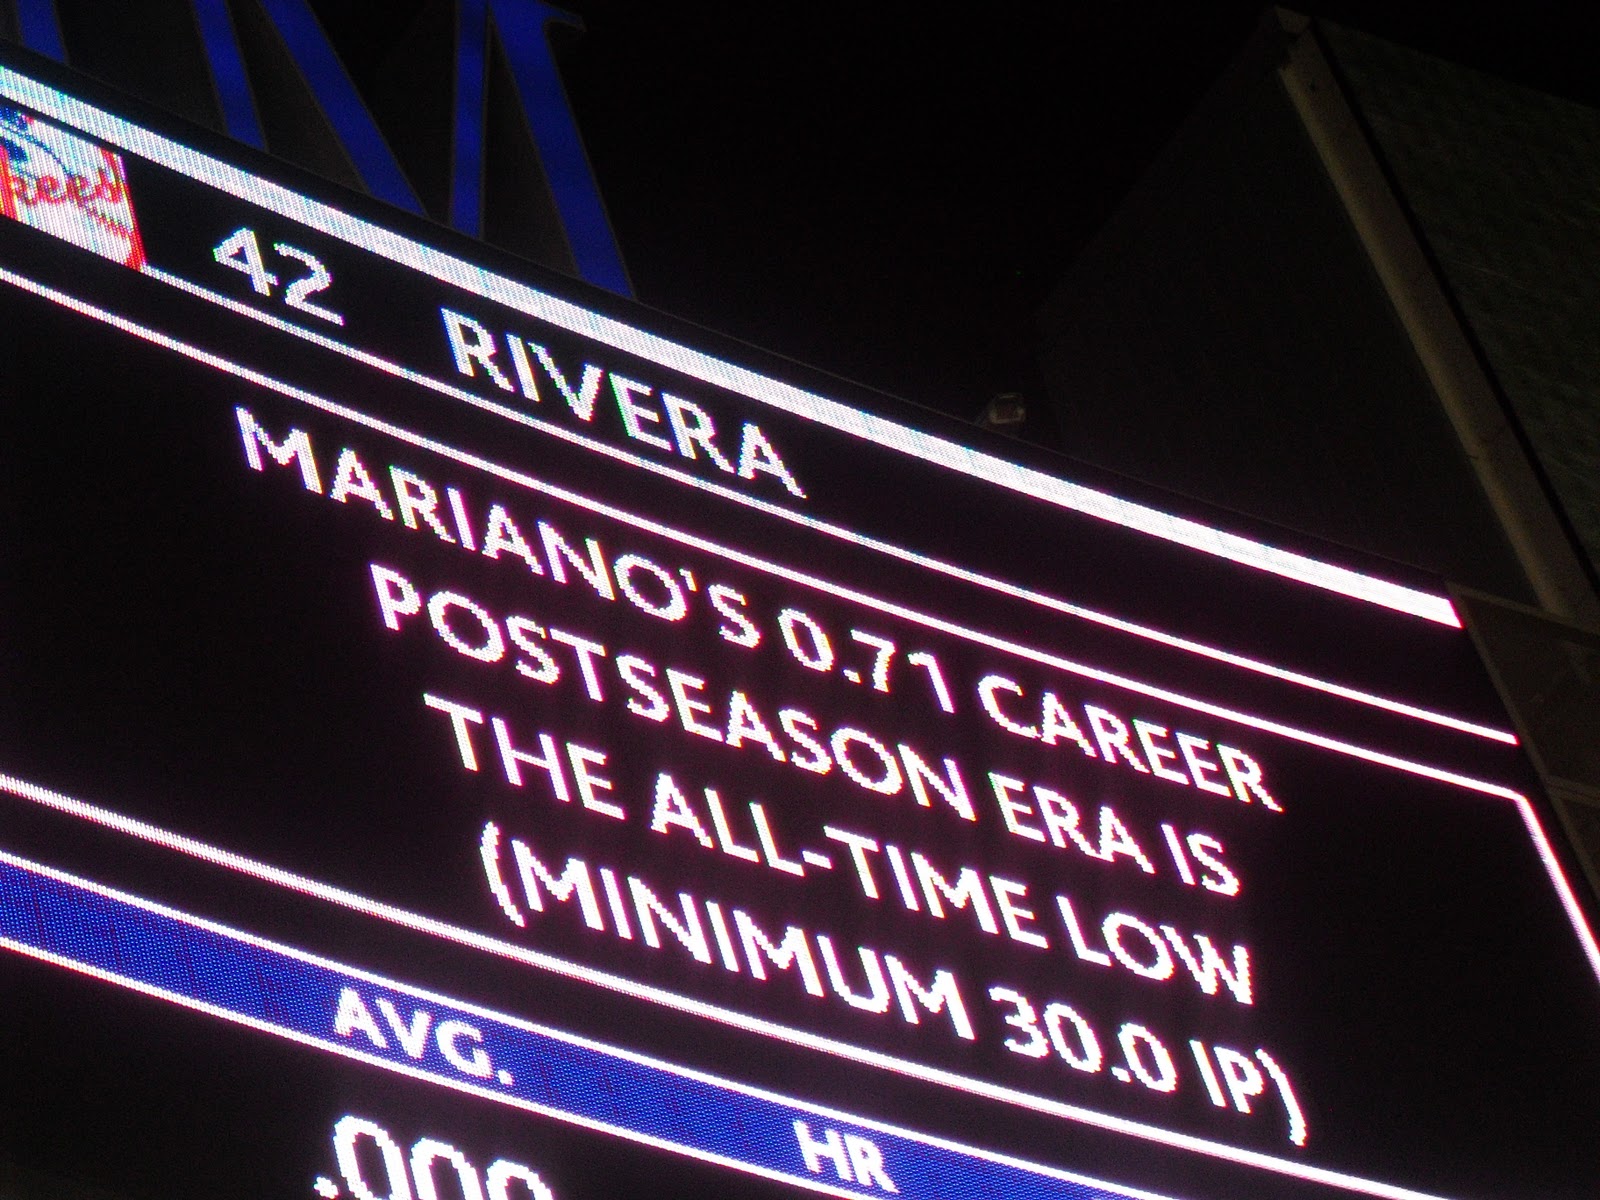 42 RIVERA
MARIANO'S 0.71 CAREER
POSTSEASON ERA IS
THE ALL-TIME LOW
(MINIMUM 30.0 IP)
AVG. HR
.000